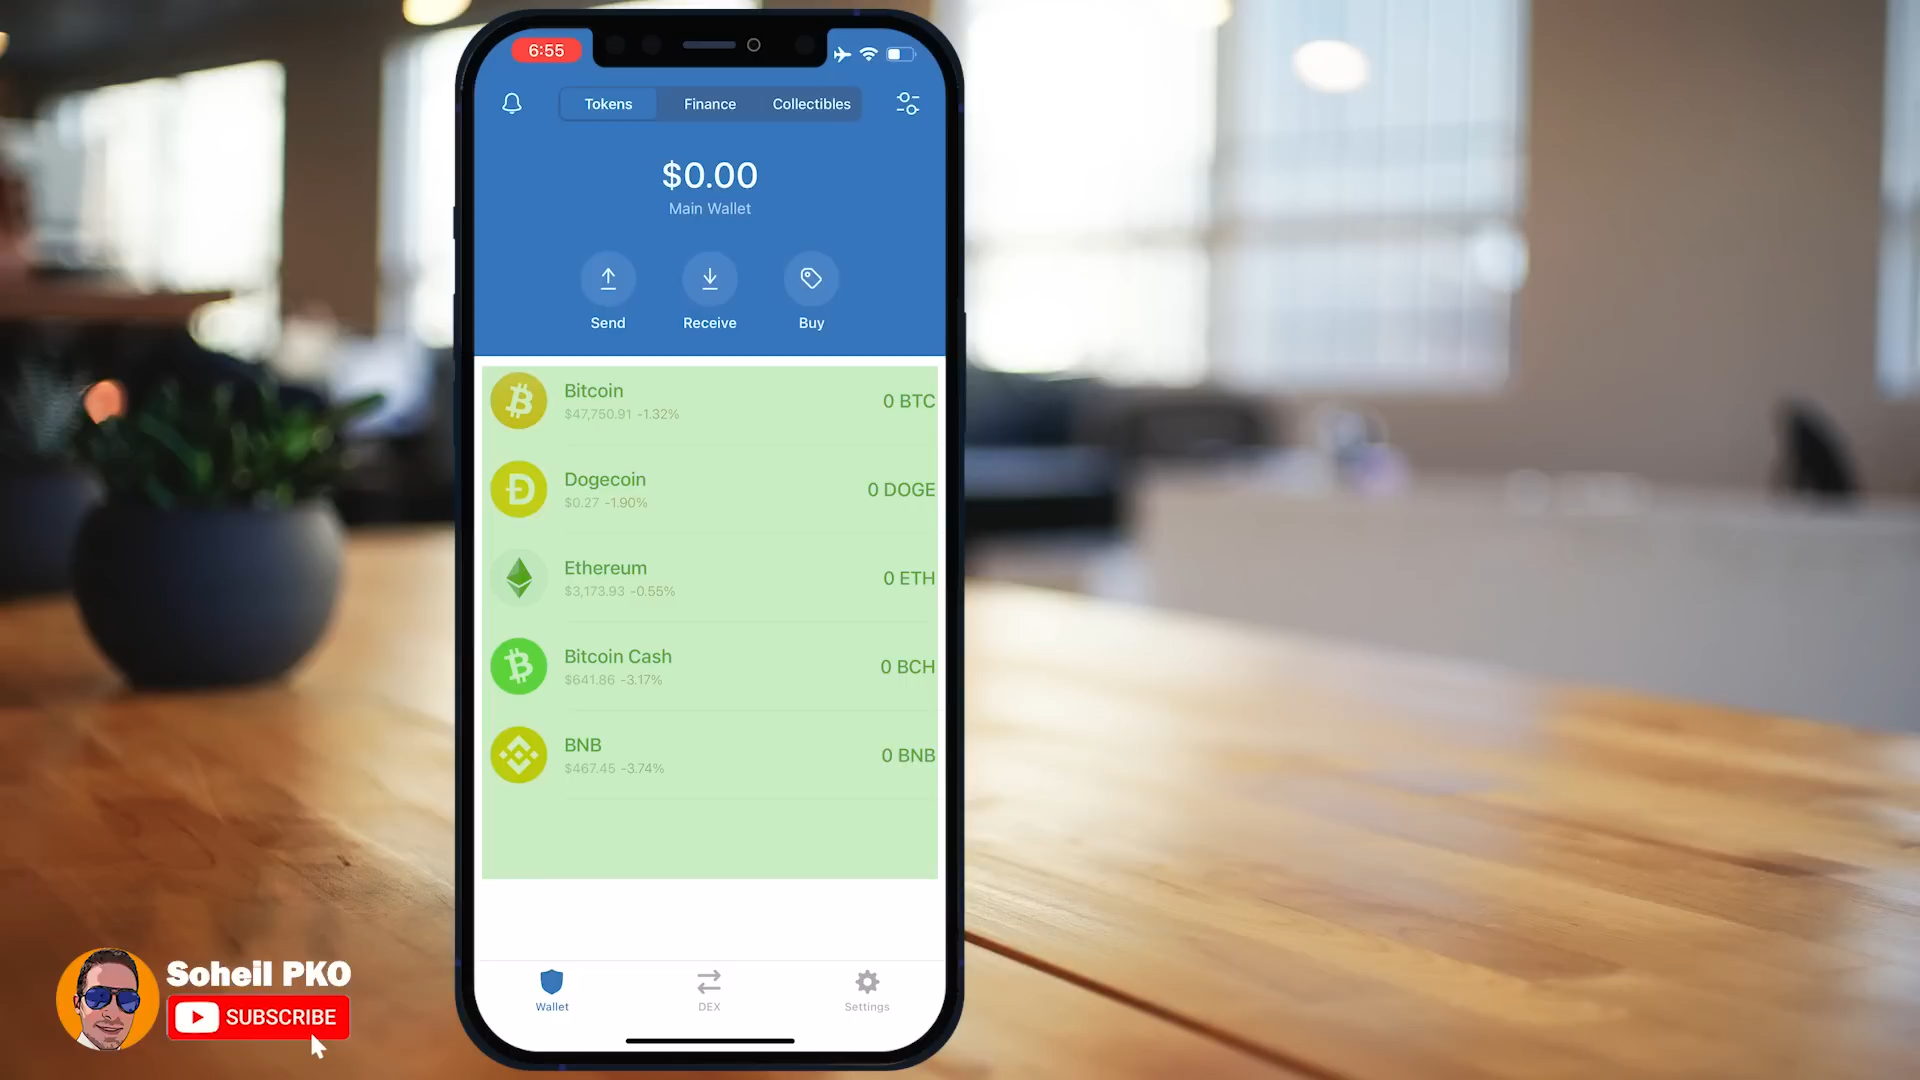 6:55
Tokens Finance Collectibles
$0.00
Main Wallet
Send Receive Buy
Bitcoin
$47,750.91 -1.32%
0 BTC
Dogecoin
$0.27 -1.90%
0 DOGE
Ethereum
$3,173.93 -0.55%
0 ETH
Bitcoin Cash
$641.86 -3.17%
0 BCH
BNB
$467.45 -3.74%
0 BNB
Wallet DEX Settings
Soheil PKO
SUBSCRIBE